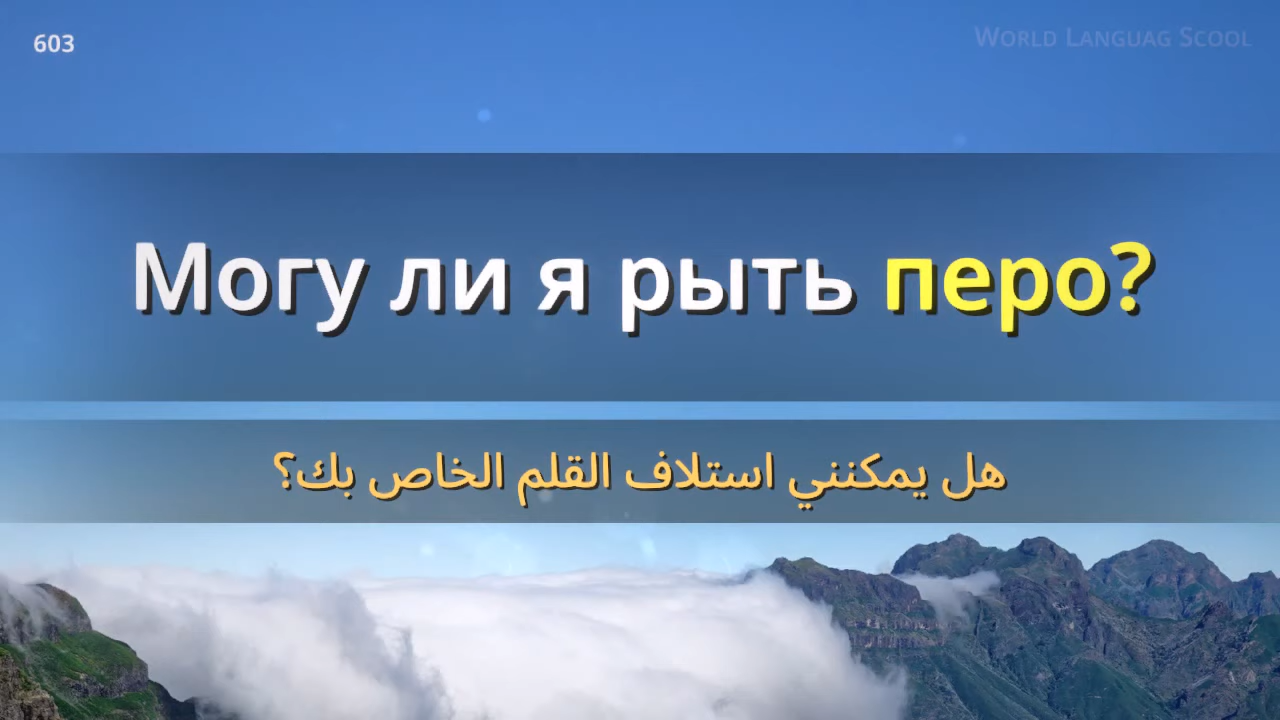 603
World Languag Scool
Могу ли я рыть перо?
هل يمكنني استلاف القلم الخاص بك؟